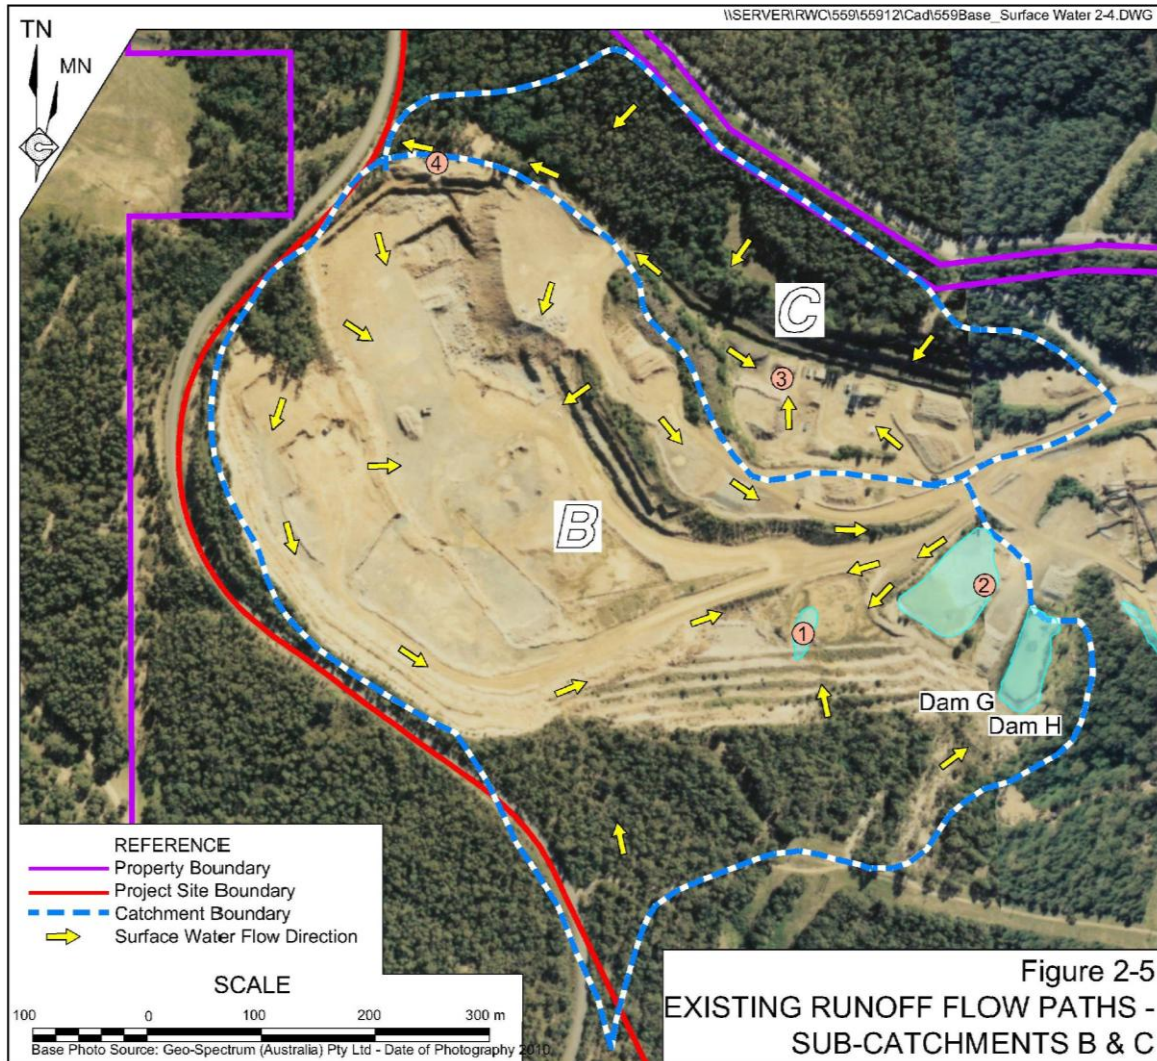 \\SERVER\RWC\559\55912\Cad\559Base_Surface Water 2-4.DWG
TN
MN
4
C
3
B
2
1
Dam G
Dam H
REFERENCE
Property Boundary
Project Site Boundary
Catchment Boundary
Surface Water Flow Direction
SCALE
100 0 100 200 300 m
Base Photo Source: Geo-Spectrum (Australia) Pty Ltd - Date of Photography 2010.
Figure 2-5
EXISTING RUNOFF FLOW PATHS -
SUB-CATCHMENTS B & C